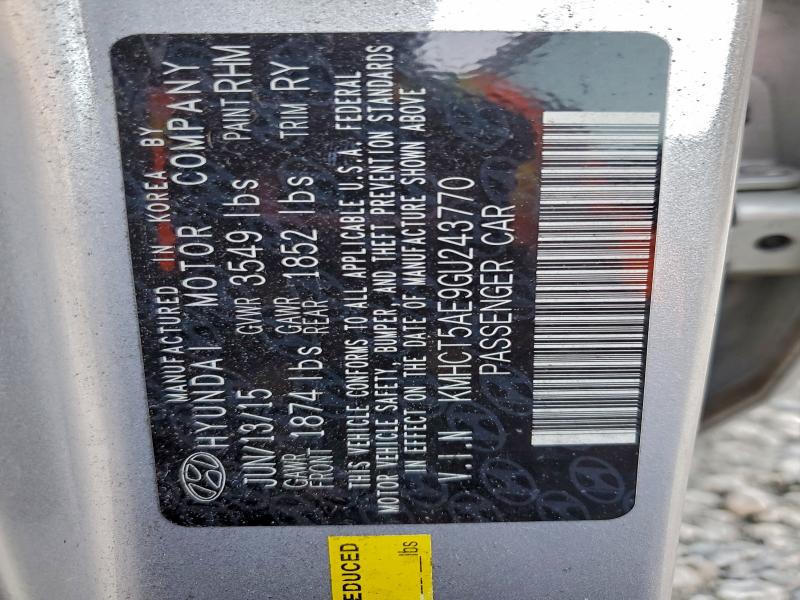 MANUFACTURED IN KOREA BY
HYUNDAI MOTOR COMPANY
JUN/13/15 GVWR 3549 lbs PAINT RHM
GAWR FRONT 1874 lbs GAWR REAR 1852 lbs TRIM RY
THIS VEHICLE CONFORMS TO ALL APPLICABLE U.S.A. FEDERAL
MOTOR VEHICLE SAFETY, BUMPER, AND THEFT PREVENTION STANDARDS
IN EFFECT ON THE DATE OF MANUFACTURE SHOWN ABOVE
V.I.N KMHCT5AE9GU243770
PASSENGER CAR
EDUCED
lbs